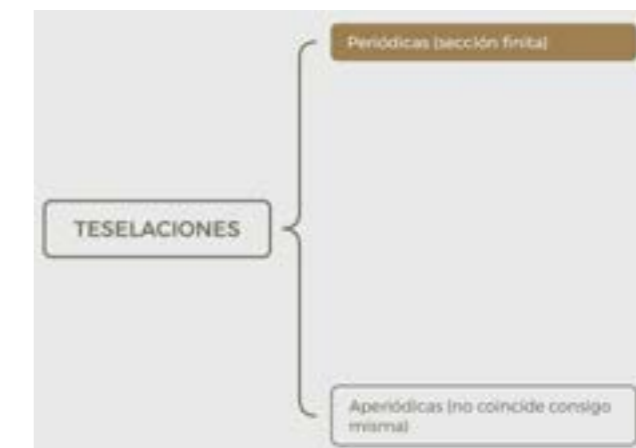 Periódicas (sección finita)
TESELACIONES
Aperiódicas (no coincide consigo
misma)